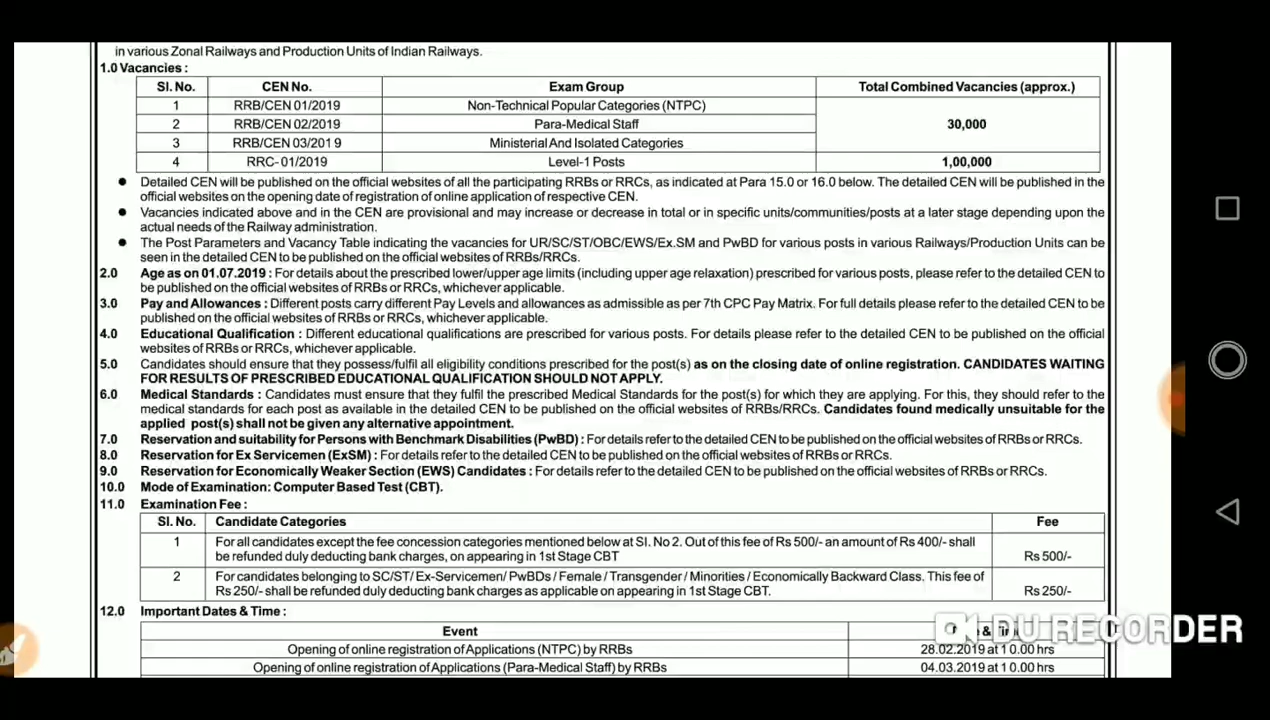 in various Zonal Railways and Production Units of Indian Railways.
1.0 Vacancies :
Sl. No. CEN No. Exam Group Total Combined Vacancies (approx.)
1 RRB/CEN 01/2019 Non-Technical Popular Categories (NTPC)
2 RRB/CEN 02/2019 Para-Medical Staff 30,000
3 RRB/CEN 03/2019 Ministerial And Isolated Categories
4 RRC- 01/2019 Level-1 Posts 1,00,000
● Detailed CEN will be published on the official websites of all the participating RRBs or RRCs, as indicated at Para 15.0 or 16.0 below. The detailed CEN will be published in the
official websites on the opening date of registration of online application of respective CEN.
● Vacancies indicated above and in the CEN are provisional and may increase or decrease in total or in specific units/communities/posts at a later stage depending upon the
actual needs of the Railway administration.
● The Post Parameters and Vacancy Table indicating the vacancies for UR/SC/ST/OBC/EWS/Ex.SM and PwBD for various posts in various Railways/Production Units can be
seen in the detailed CEN to be published on the official websites of RRBs/RRCs.
2.0 Age as on 01.07.2019 : For details about the prescribed lower/upper age limits (including upper age relaxation) prescribed for various posts, please refer to the detailed CEN to
be published on the official websites of RRBs or RRCs, whichever applicable.
3.0 Pay and Allowances : Different posts carry different Pay Levels and allowances as admissible as per 7th CPC Pay Matrix. For full details please refer to the detailed CEN to be
published on the official websites of RRBs or RRCs, whichever applicable.
4.0 Educational Qualification : Different educational qualifications are prescribed for various posts. For details please refer to the detailed CEN to be published on the official
websites of RRBs or RRCs, whichever applicable.
5.0 Candidates should ensure that they possess/fulfil all eligibility conditions prescribed for the post(s) as on the closing date of online registration. CANDIDATES WAITING
FOR RESULTS OF PRESCRIBED EDUCATIONAL QUALIFICATION SHOULD NOT APPLY.
6.0 Medical Standards : Candidates must ensure that they fulfil the prescribed Medical Standards for the post(s) for which they are applying. For this, they should refer to the
medical standards for each post as available in the detailed CEN to be published on the official websites of RRBs/RRCs. Candidates found medically unsuitable for the
applied post(s) shall not be given any alternative appointment.
7.0 Reservation and suitability for Persons with Benchmark Disabilities (PwBD) : For details refer to the detailed CEN to be published on the official websites of RRBs or RRCs.
8.0 Reservation for Ex Servicemen (ExSM) : For details refer to the detailed CEN to be published on the official websites of RRBs or RRCs.
9.0 Reservation for Economically Weaker Section (EWS) Candidates : For details refer to the detailed CEN to be published on the official websites of RRBs or RRCs.
10.0 Mode of Examination: Computer Based Test (CBT).
11.0 Examination Fee :
Sl. No. Candidate Categories Fee
1 For all candidates except the fee concession categories mentioned below at Sl. No 2. Out of this fee of Rs 500/- an amount of Rs 400/- shall
be refunded duly deducting bank charges, on appearing in 1st Stage CBT Rs 500/-
2 For candidates belonging to SC/ST/ Ex-Servicemen/ PwBDs / Female / Transgender / Minorities / Economically Backward Class. This fee of
Rs 250/- shall be refunded duly deducting bank charges as applicable on appearing in 1st Stage CBT. Rs 250/-
12.0 Important Dates & Time :
Event & Time
DU RECORDER
Opening of online registration of Applications (NTPC) by RRBs 28.02.2019 at 10.00 hrs
Opening of online registration of Applications (Para-Medical Staff) by RRBs 04.03.2019 at 10.00 hrs